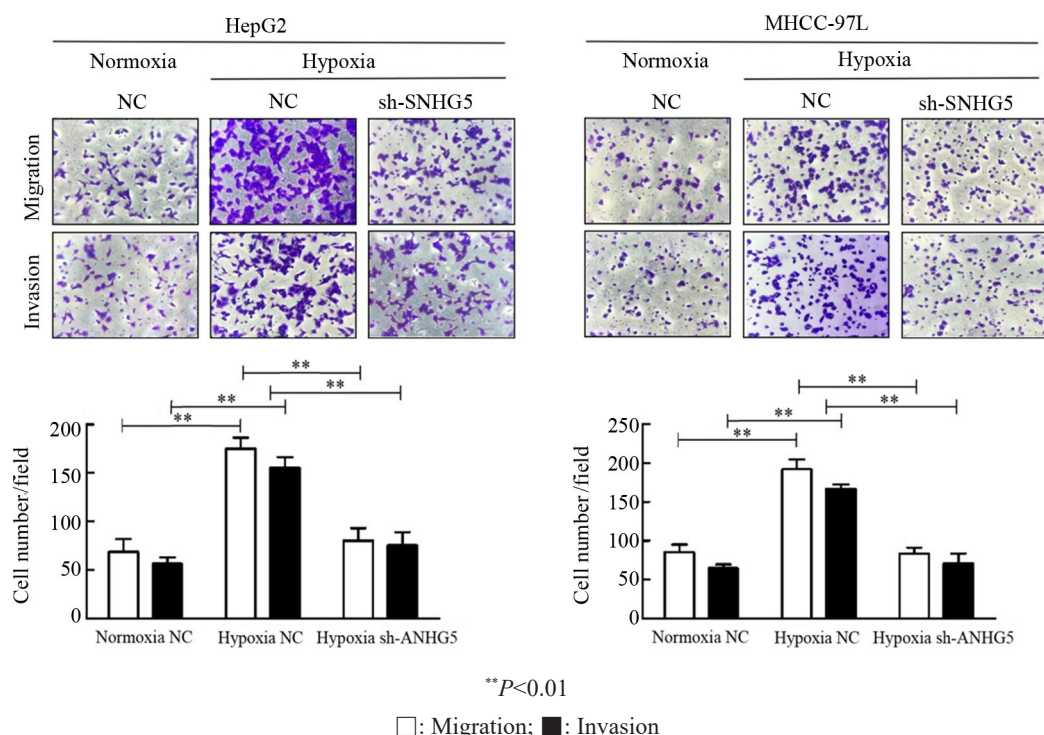 HepG2
Normoxia Hypoxia
NC NC sh-SNHG5
Migration
Invasion
** **
** **
Cell number/field
200
150
100
50
0
Normoxia NC Hypoxia NC Hypoxia sh-ANHG5
MHCC-97L
Normoxia Hypoxia
NC NC sh-SNHG5
** **
** **
Cell number/field
250
200
150
100
50
0
Normoxia NC Hypoxia NC Hypoxia sh-ANHG5
**P<0.01
□: Migration; ■: Invasion